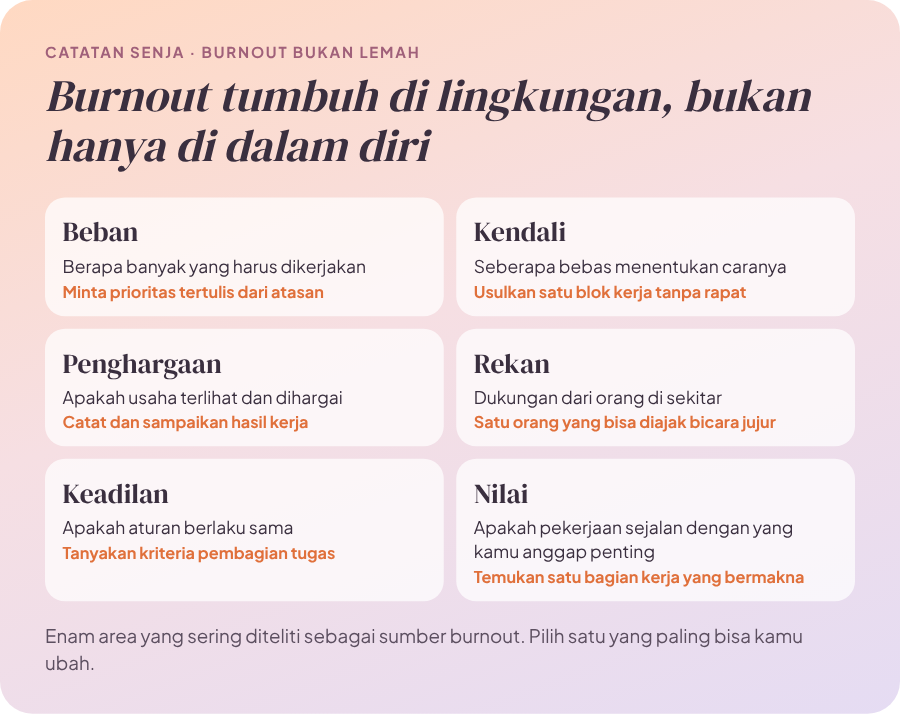 CATATAN SENJA · BURNOUT BUKAN LEMAH
Burnout tumbuh di lingkungan, bukan
hanya di dalam diri
Beban
Berapa banyak yang harus dikerjakan
Minta prioritas tertulis dari atasan
Kendali
Seberapa bebas menentukan caranya
Usulkan satu blok kerja tanpa rapat
Penghargaan
Apakah usaha terlihat dan dihargai
Catat dan sampaikan hasil kerja
Rekan
Dukungan dari orang di sekitar
Satu orang yang bisa diajak bicara jujur
Keadilan
Apakah aturan berlaku sama
Tanyakan kriteria pembagian tugas
Nilai
Apakah pekerjaan sejalan dengan yang
kamu anggap penting
Temukan satu bagian kerja yang bermakna
Enam area yang sering diteliti sebagai sumber burnout. Pilih satu yang paling bisa kamu
ubah.